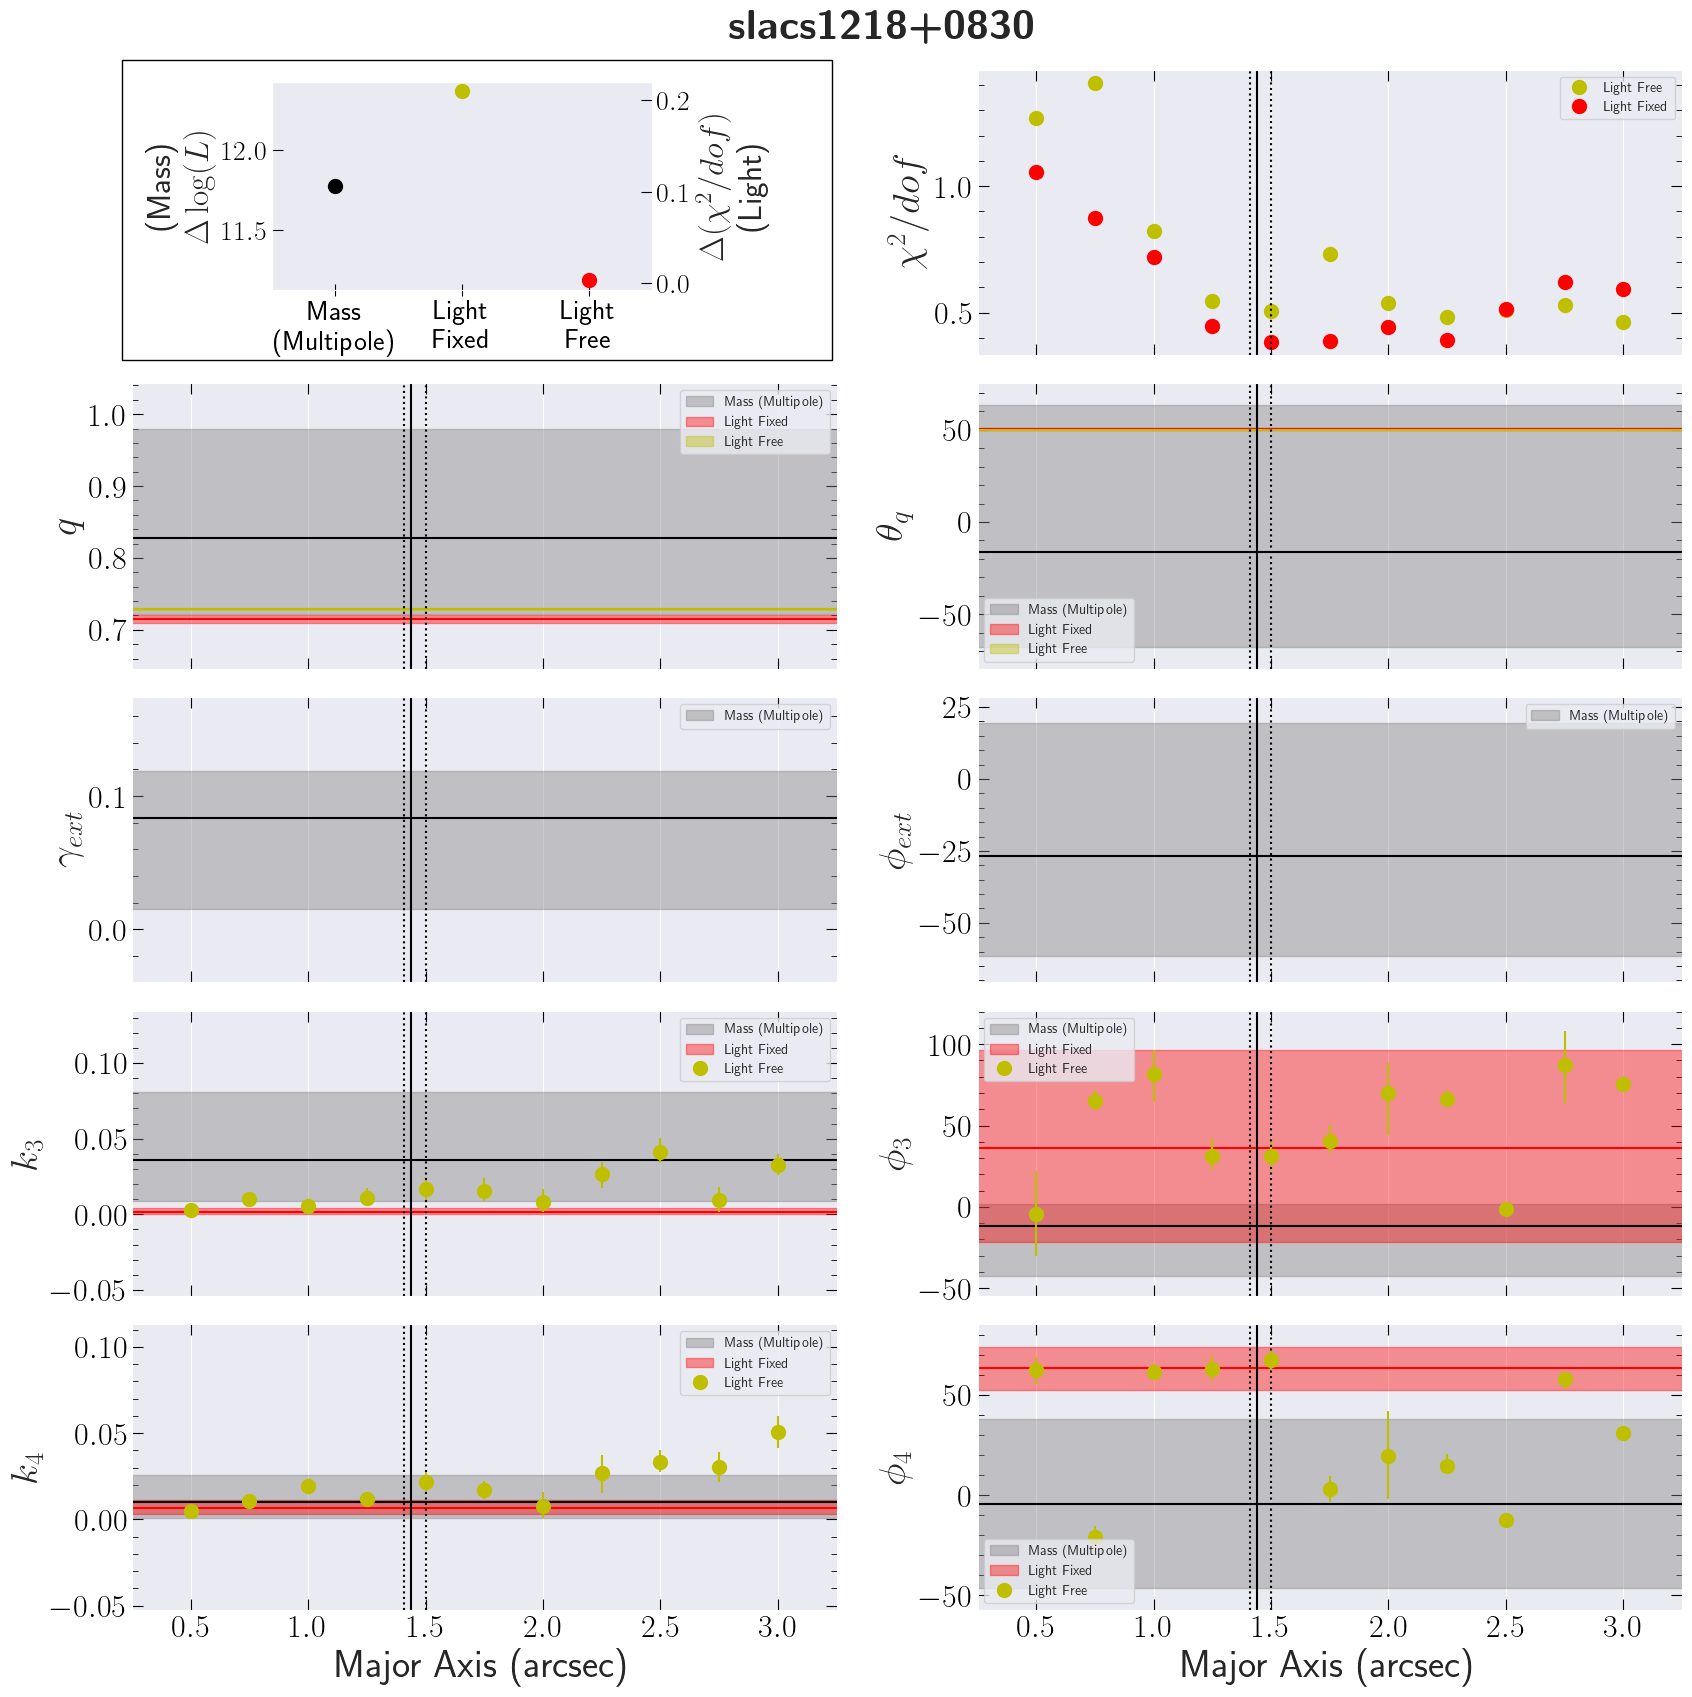 slacs1218+0830
(Mass)
Δ log(L)
12.0
11.5
0.2
0.1
0.0
Δ(χ²/dof)
(Light)
Mass
(Multipole)
Light
Fixed
Light
Free
χ²/dof
1.0
0.5
Light Free
Light Fixed
q
1.0
0.9
0.8
0.7
Mass (Multipole)
Light Fixed
Light Free
θ_q
50
0
−50
Mass (Multipole)
Light Fixed
Light Free
γ_ext
0.1
0.0
Mass (Multipole)
ϕ_ext
25
0
−25
−50
Mass (Multipole)
k_3
0.10
0.05
0.00
−0.05
Mass (Multipole)
Light Fixed
Light Free
ϕ_3
100
50
0
−50
Mass (Multipole)
Light Fixed
Light Free
k_4
0.10
0.05
0.00
−0.05
Mass (Multipole)
Light Fixed
Light Free
0.5 1.0 1.5 2.0 2.5 3.0
Major Axis (arcsec)
ϕ_4
50
0
−50
Mass (Multipole)
Light Fixed
Light Free
0.5 1.0 1.5 2.0 2.5 3.0
Major Axis (arcsec)